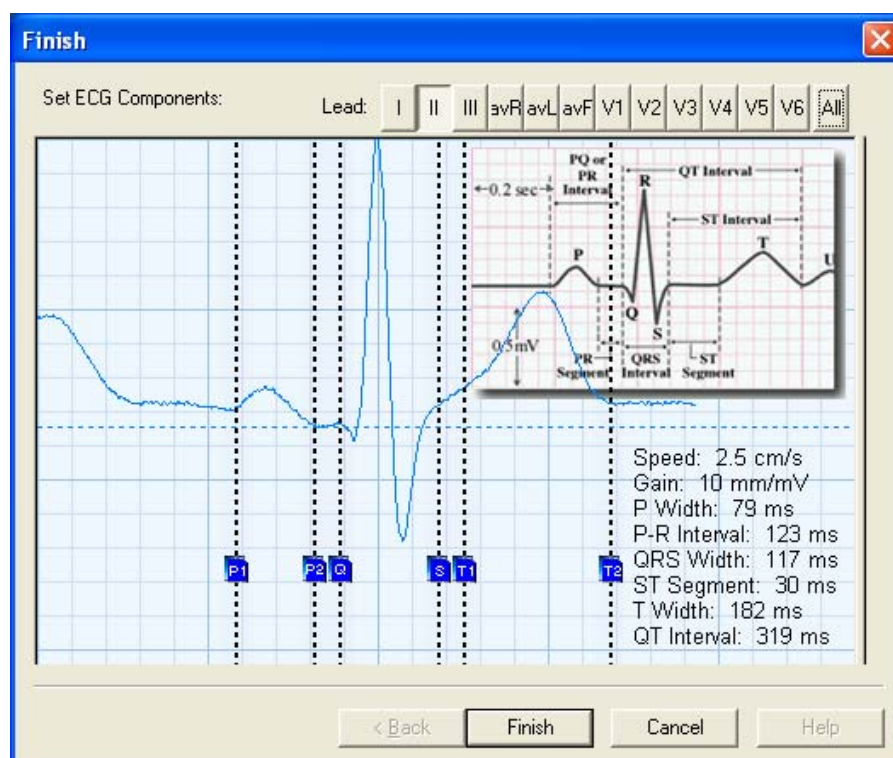 Finish
Set ECG Components:
Lead: I II III avR avL avF V1 V2 V3 V4 V5 V6 All
PQ or
PR
Interval
0.2 sec
QT Interval
R
ST Interval
P
T
U
Q
S
0.5mV
PR
Segment
QRS
Interval
ST
Segment
Speed: 2.5 cm/s
Gain: 10 mm/mV
P Width: 79 ms
P-R Interval: 123 ms
QRS Width: 117 ms
ST Segment: 30 ms
T Width: 182 ms
QT Interval: 319 ms
P1 P2 Q S T1 T2
< Back Finish Cancel Help